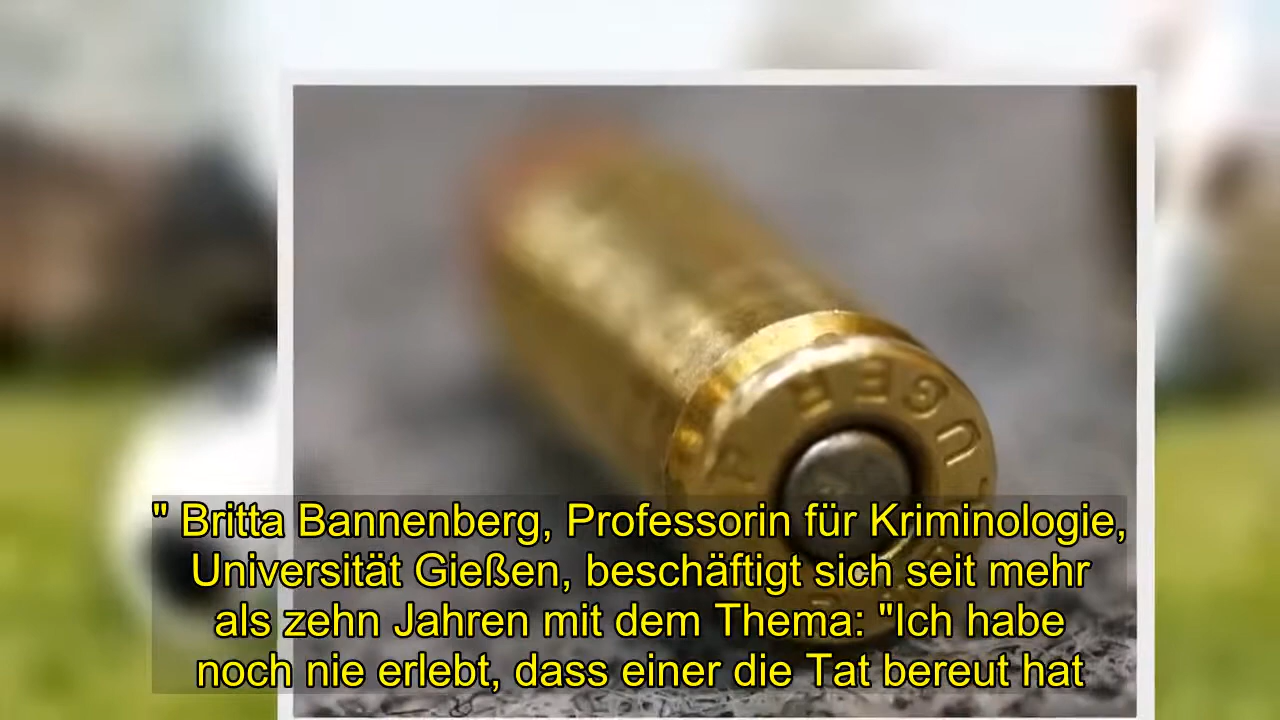 UGER
" Britta Bannenberg, Professorin für Kriminologie,
Universität Gießen, beschäftigt sich seit mehr
als zehn Jahren mit dem Thema: "Ich habe
noch nie erlebt, dass einer die Tat bereut hat